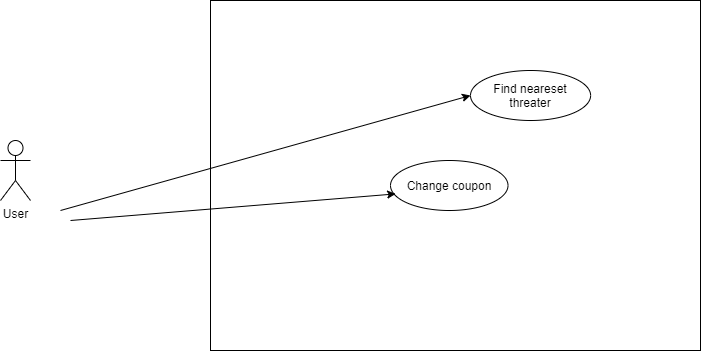 Find neareset
threater
Change coupon
User